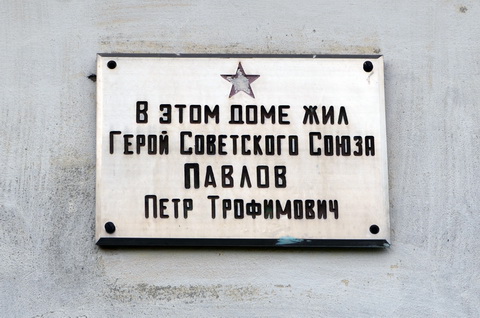 В ЭТОМ ДОМЕ ЖИЛ
ГЕРОЙ СОВЕТСКОГО СОЮЗА
ПАВЛОВ
ПЕТР ТРОФИМОВИЧ